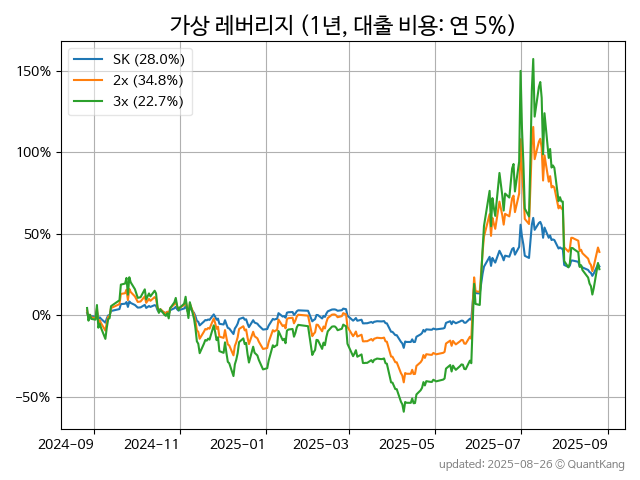 가상 레버리지 (1년, 대출 비용: 연 5%)
SK (28.0%)
2x (34.8%)
3x (22.7%)
150%
100%
50%
0%
−50%
2024-09 2024-11 2025-01 2025-03 2025-05 2025-07 2025-09
updated: 2025-08-26 © QuantKang